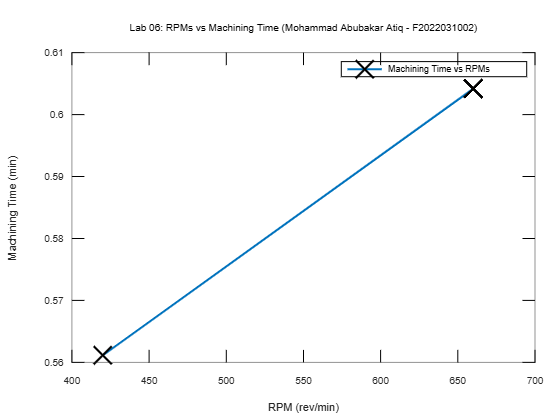 Lab 06: RPMs vs Machining Time (Mohammad Abubakar Atiq - F2022031002)
0.61
Machining Time vs RPMs
0.6
0.59
0.58
0.57
0.56
Machining Time (min)
400 450 500 550 600 650 700
RPM (rev/min)